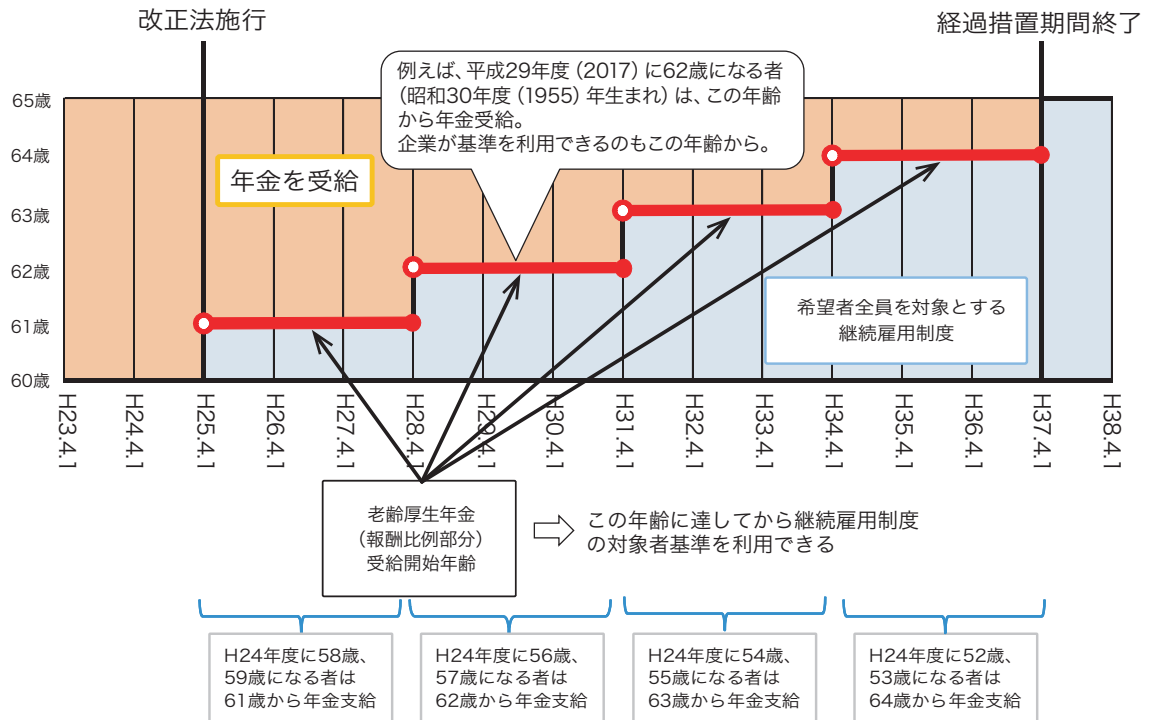 改正法施行
経過措置期間終了
例えば、平成29年度(2017)に62歳になる者
(昭和30年度(1955)年生まれ)は、この年齢
から年金受給。
企業が基準を利用できるのもこの年齢から。
65歳
64歳
63歳
62歳
61歳
60歳
年金を受給
希望者全員を対象とする
継続雇用制度
H23.4.1
H24.4.1
H25.4.1
H26.4.1
H27.4.1
H28.4.1
H29.4.1
H30.4.1
H31.4.1
H32.4.1
H33.4.1
H34.4.1
H35.4.1
H36.4.1
H37.4.1
H38.4.1
老齢厚生年金
(報酬比例部分)
受給開始年齢
この年齢に達してから継続雇用制度
の対象者基準を利用できる
H24年度に58歳、
59歳になる者は
61歳から年金支給
H24年度に56歳、
57歳になる者は
62歳から年金支給
H24年度に54歳、
55歳になる者は
63歳から年金支給
H24年度に52歳、
53歳になる者は
64歳から年金支給